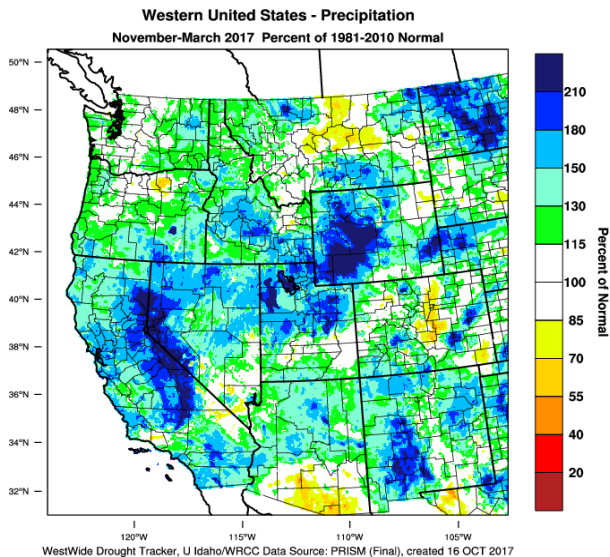 Western United States - Precipitation
November-March 2017 Percent of 1981-2010 Normal
50°N
48°N
46°N
44°N
42°N
40°N
38°N
36°N
34°N
32°N
120°W
115°W
110°W
105°W
210
180
150
130
115
100
85
70
55
40
20
Percent of Normal
WestWide Drought Tracker, U Idaho/WRCC Data Source: PRISM (Final), created 16 OCT 2017